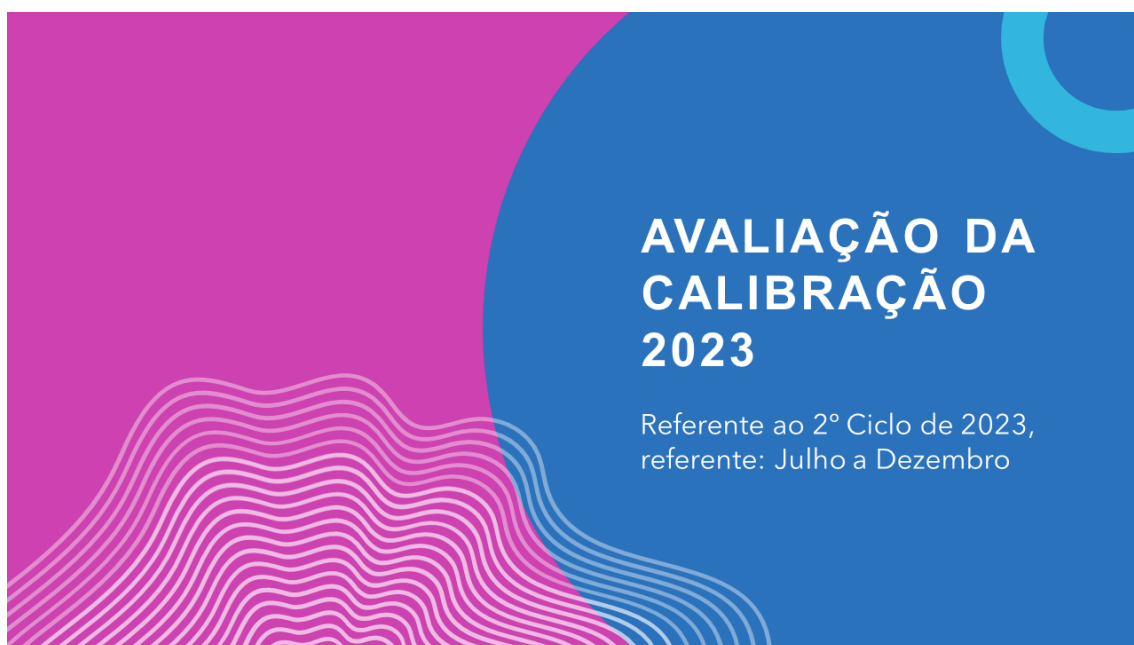 AVALIAÇÃO DA
CALIBRAÇÃO
2023
Referente ao 2º Ciclo de 2023,
referente: Julho a Dezembro